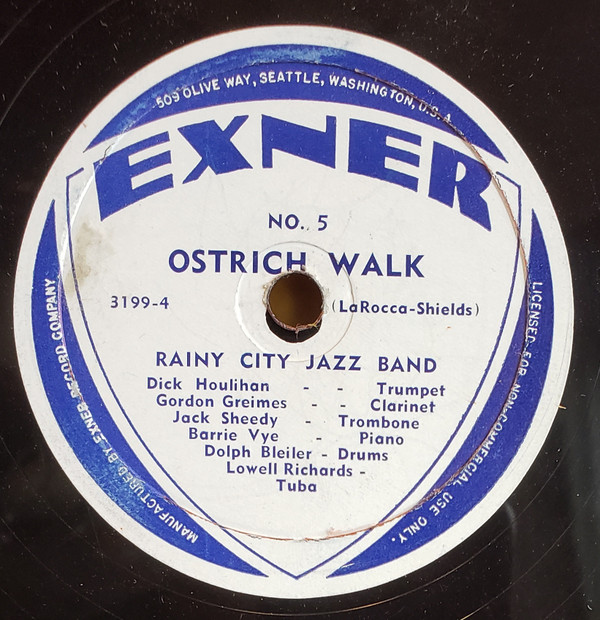 509 OLIVE WAY, SEATTLE, WASHINGTON, U.S.A.
EXNER
NO. 5
OSTRICH WALK
3199-4 (LaRocca-Shields)
RAINY CITY JAZZ BAND
Dick Houlihan - - Trumpet
Gordon Greimes - - Clarinet
Jack Sheedy - Trombone
Barrie Vye - Piano
Dolph Bleiler - Drums
Lowell Richards -
Tuba
MANUFACTURED BY EXNER RECORD COMPANY
LICENSED FOR NON-COMMERCIAL USE ONLY.